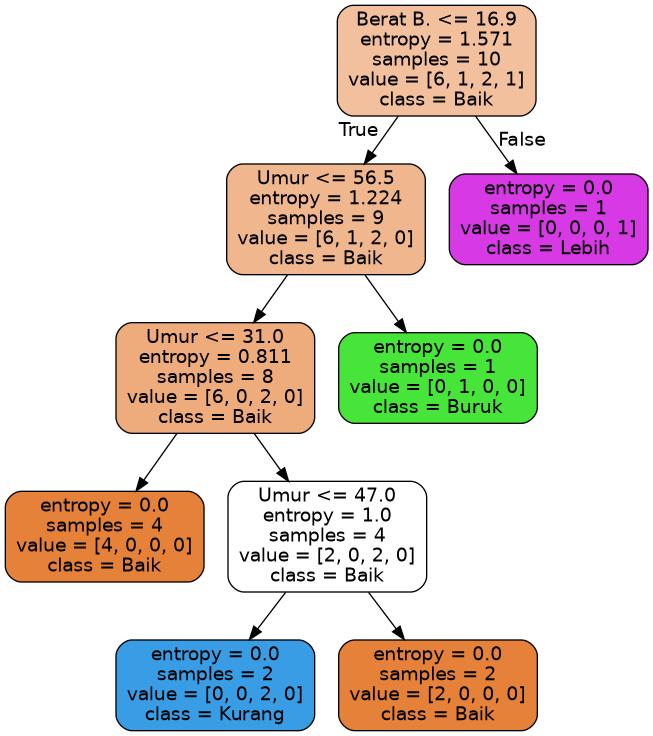 Berat B. <= 16.9
entropy = 1.571
samples = 10
value = [6, 1, 2, 1]
class = Baik
True
False
Umur <= 56.5
entropy = 1.224
samples = 9
value = [6, 1, 2, 0]
class = Baik
entropy = 0.0
samples = 1
value = [0, 0, 0, 1]
class = Lebih
Umur <= 31.0
entropy = 0.811
samples = 8
value = [6, 0, 2, 0]
class = Baik
entropy = 0.0
samples = 1
value = [0, 1, 0, 0]
class = Buruk
entropy = 0.0
samples = 4
value = [4, 0, 0, 0]
class = Baik
Umur <= 47.0
entropy = 1.0
samples = 4
value = [2, 0, 2, 0]
class = Baik
entropy = 0.0
samples = 2
value = [0, 0, 2, 0]
class = Kurang
entropy = 0.0
samples = 2
value = [2, 0, 0, 0]
class = Baik